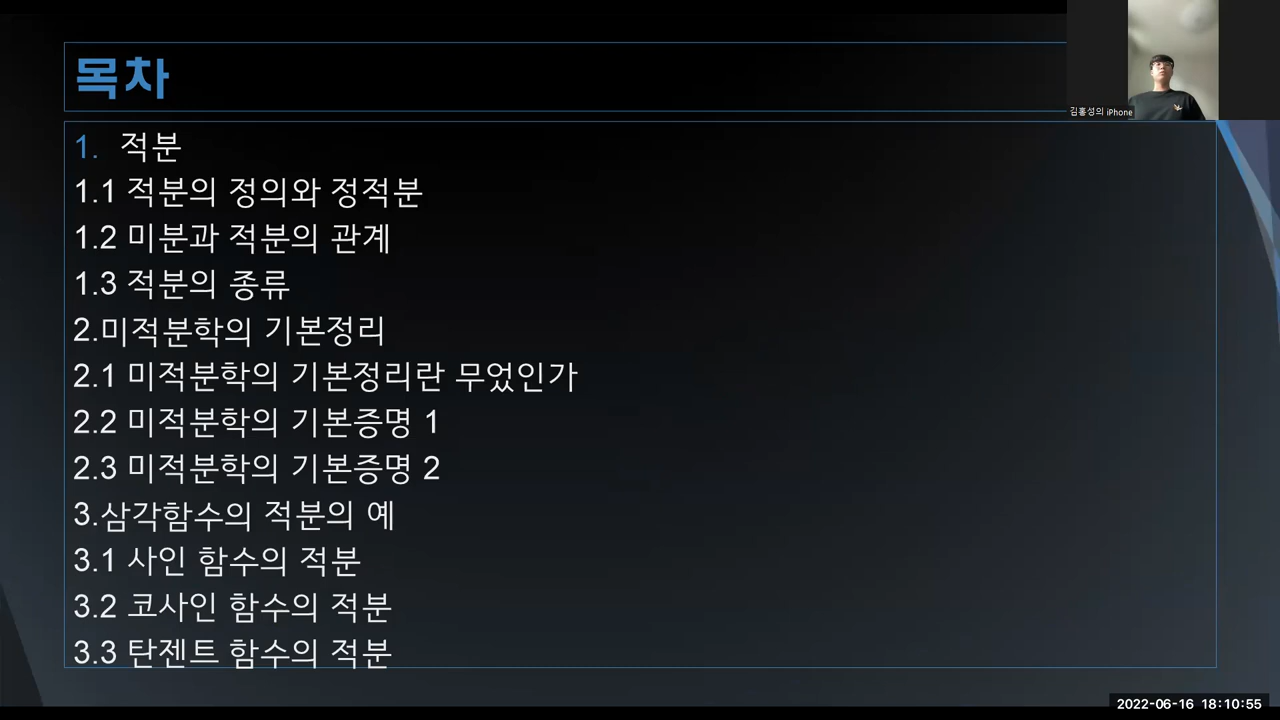 목차
김홍성의 iPhone
1. 적분
1.1 적분의 정의와 정적분
1.2 미분과 적분의 관계
1.3 적분의 종류
2.미적분학의 기본정리
2.1 미적분학의 기본정리란 무었인가
2.2 미적분학의 기본증명 1
2.3 미적분학의 기본증명 2
3.삼각함수의 적분의 예
3.1 사인 함수의 적분
3.2 코사인 함수의 적분
3.3 탄젠트 함수의 적분
2022-06-16 18:10:55